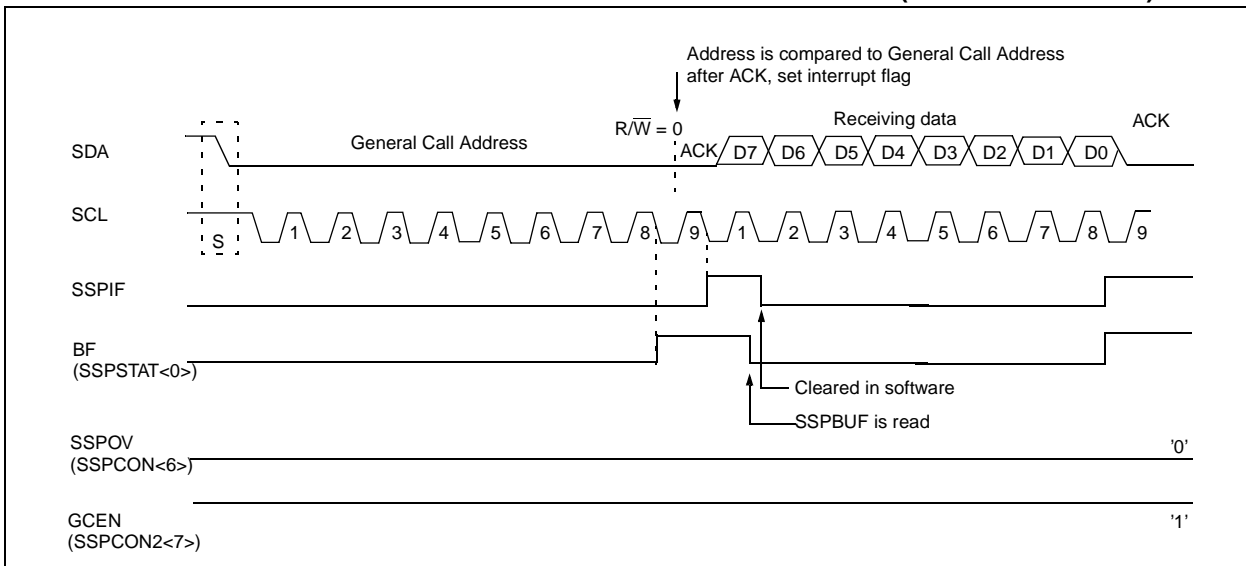 Address is compared to General Call Address
after ACK, set interrupt flag
R/W = 0
Receiving data
ACK
SDA
General Call Address
ACK
D7
D6
D5
D4
D3
D2
D1
D0
SCL
S
1
2
3
4
5
6
7
8
9
1
2
3
4
5
6
7
8
9
SSPIF
BF
(SSPSTAT<0>)
Cleared in software
SSPBUF is read
SSPOV
(SSPCON<6>)
'0'
GCEN
(SSPCON2<7>)
'1'